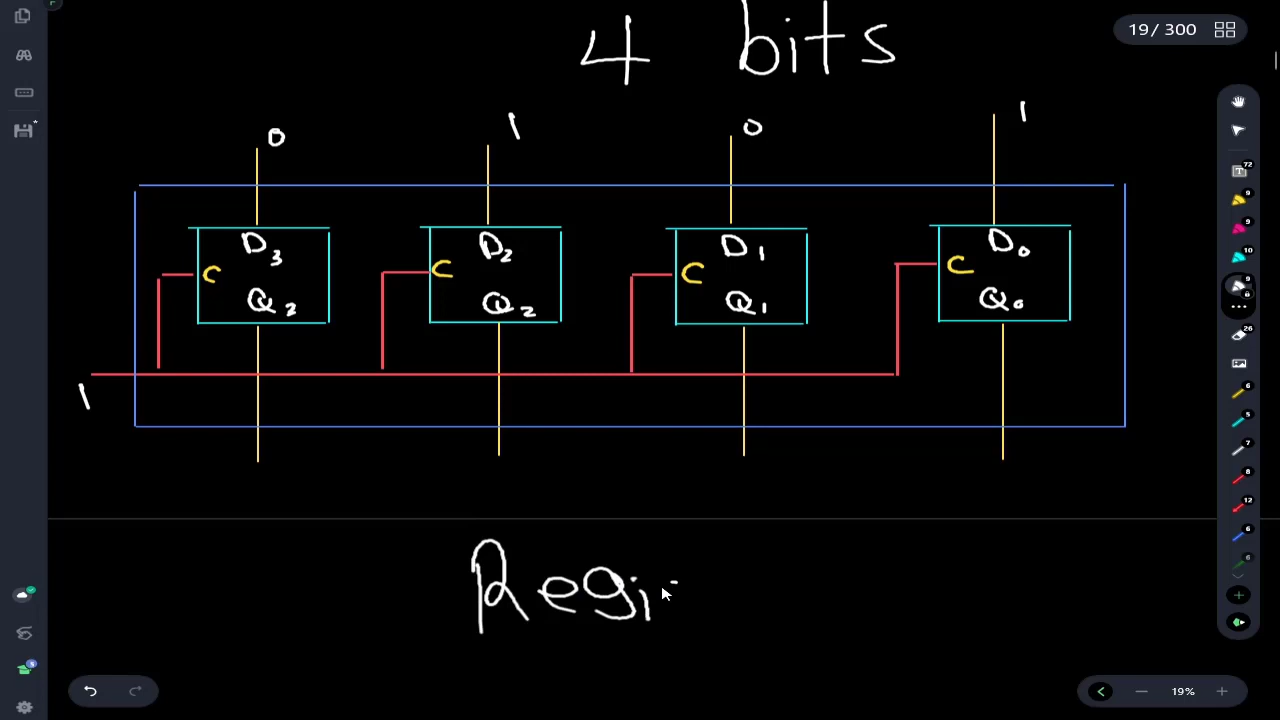 19/ 300
4 bits
0 1 0 1
D3 D2 D1 D0
C C C C
Q2 Q2 Q1 Q0
1
Regi
19%